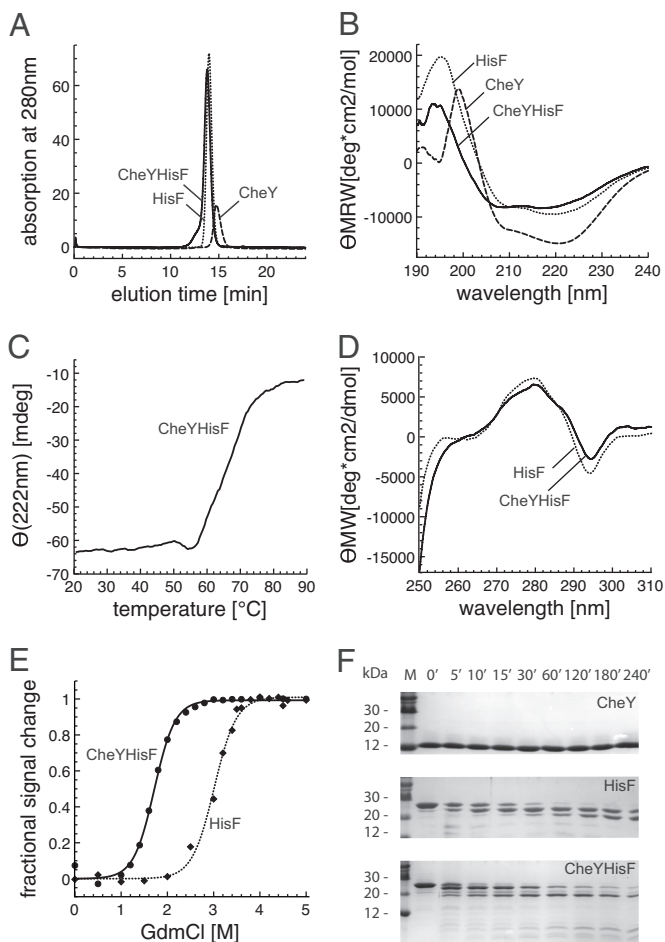 A
absorption at 280nm
60
40
20
0
CheYHisF
HisF
CheY
0 5 10 15 20
elution time [min]
B
ΘMRW[deg*cm2/mol]
20000
10000
0
-10000
HisF
CheY
CheYHisF
190 200 210 220 230 240
wavelength [nm]
C
Θ(222nm) [mdeg]
-10
-20
-30
-40
-50
-60
-70
CheYHisF
20 30 40 50 60 70 80 90
temperature [°C]
D
ΘMW[deg*cm2/dmol]
10000
5000
0
-5000
-10000
-15000
HisF
CheYHisF
250 260 270 280 290 300 310
wavelength [nm]
E
fractional signal change
1
0.8
0.6
0.4
0.2
0
CheYHisF
HisF
0 1 2 3 4 5
GdmCl [M]
F
kDa M 0′ 5′ 10′ 15′ 30′ 60′ 120′ 180′ 240′
CheY
30 -
20 -
12 -
HisF
30 -
20 -
12 -
CheYHisF
30 -
20 -
12 -